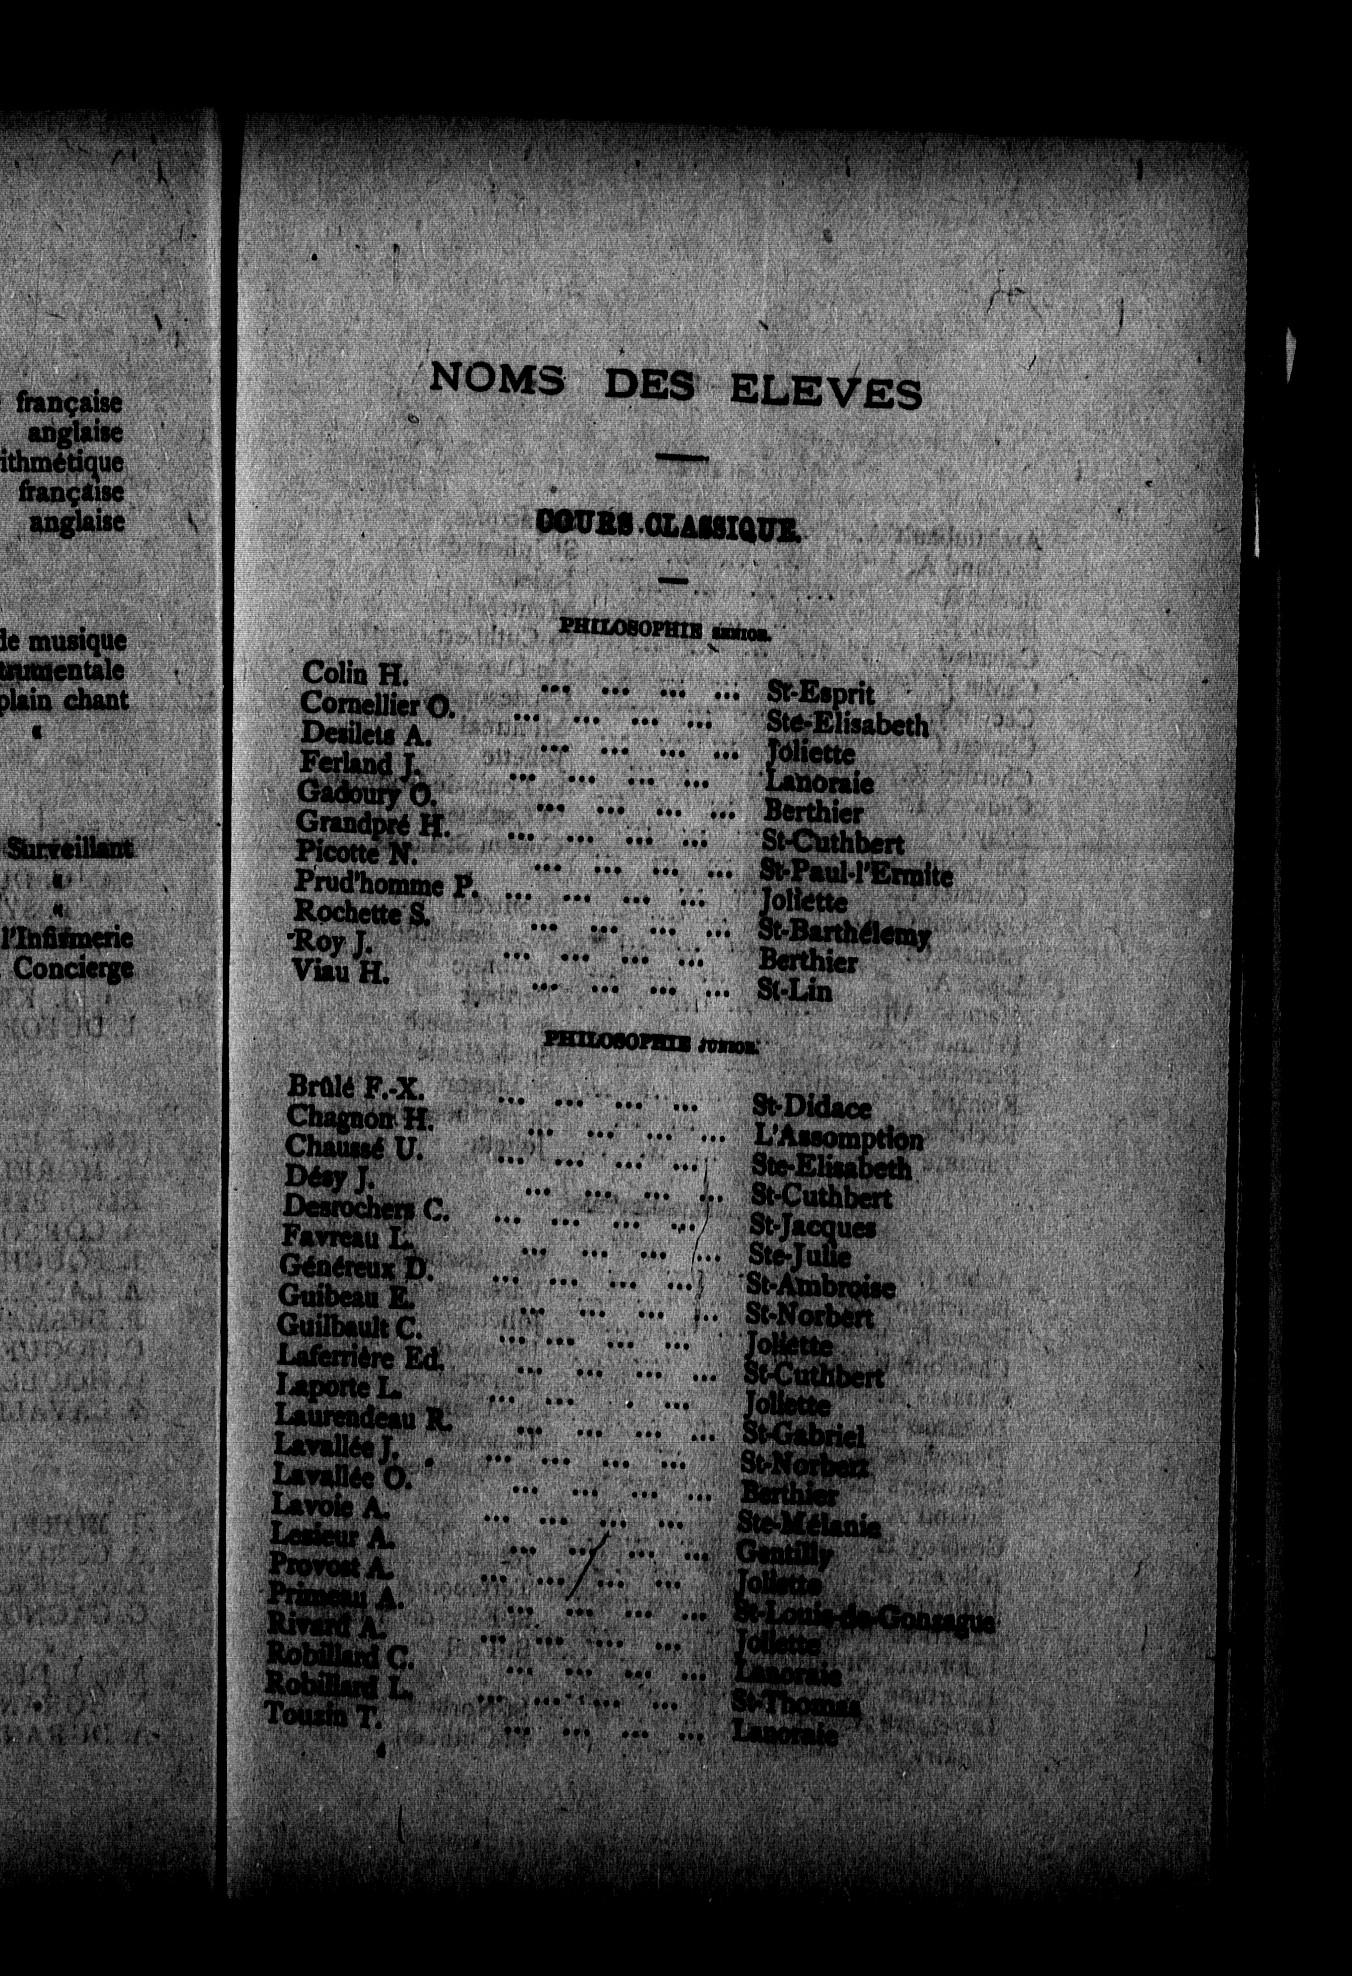 française
anglaise
ithmétique
française
anglaise
de musique
trumentale
plain chant
"
Surveillant
"
"
l'Infirmerie
Concierge
NOMS DES ELEVES
COURS CLASSIQUE.
PHILOSOPHIE SENIOR.
Colin H. ... ... ... ... St-Esprit
Cornellier O. ... ... ... ... Ste-Elisabeth
Desilets A. ... ... ... ... Joliette
Ferland J. ... ... ... ... Lanoraie
Gadoury O. ... ... ... ... Berthier
Grandpré H. ... ... ... ... St-Cuthbert
Picotte N. ... ... ... ... St-Paul-l'Ermite
Prud'homme P. ... ... ... ... Joliette
Rochette S. ... ... ... ... St-Barthélemy
Roy J. ... ... ... ... Berthier
Viau H. ... ... ... ... St-Lin
PHILOSOPHIE JUNIOR.
Brûlé F.-X. ... ... ... ... St-Didace
Chagnon H. ... ... ... ... L'Assomption
Chaussé U. ... ... ... ... Ste-Elisabeth
Désy J. ... ... ... ... St-Cuthbert
Desrochers C. ... ... ... ... St-Jacques
Favreau L. ... ... ... ... Ste-Julie
Généreux D. ... ... ... ... St-Ambroise
Guibeau E. ... ... ... ... St-Norbert
Guilbault C. ... ... ... ... Joliette
Laferrière Ed. ... ... ... ... St-Cuthbert
Laporte L. ... ... . ... Joliette
Laurendeau R. ... ... ... ... St-Gabriel
Lavallée J. ... ... ... ... St-Norbert
Lavallée O. ... ... ... ... Berthier
Lavoie A. ... ... ... ... Ste-Mélanie
Lesieur A. ... ... ... ... Gentilly
Provost A. ... ... ... ... Joliette
Primeau A. ... ... ... ... St-Louis-de-Gonzague
Rivard A. ... ... ... ... Joliette
Robillard C. ... ... ... ... Lanoraie
Robillard L. ... ... ... ... St-Thomas
Touzin T. ... ... ... ... Lanoraie